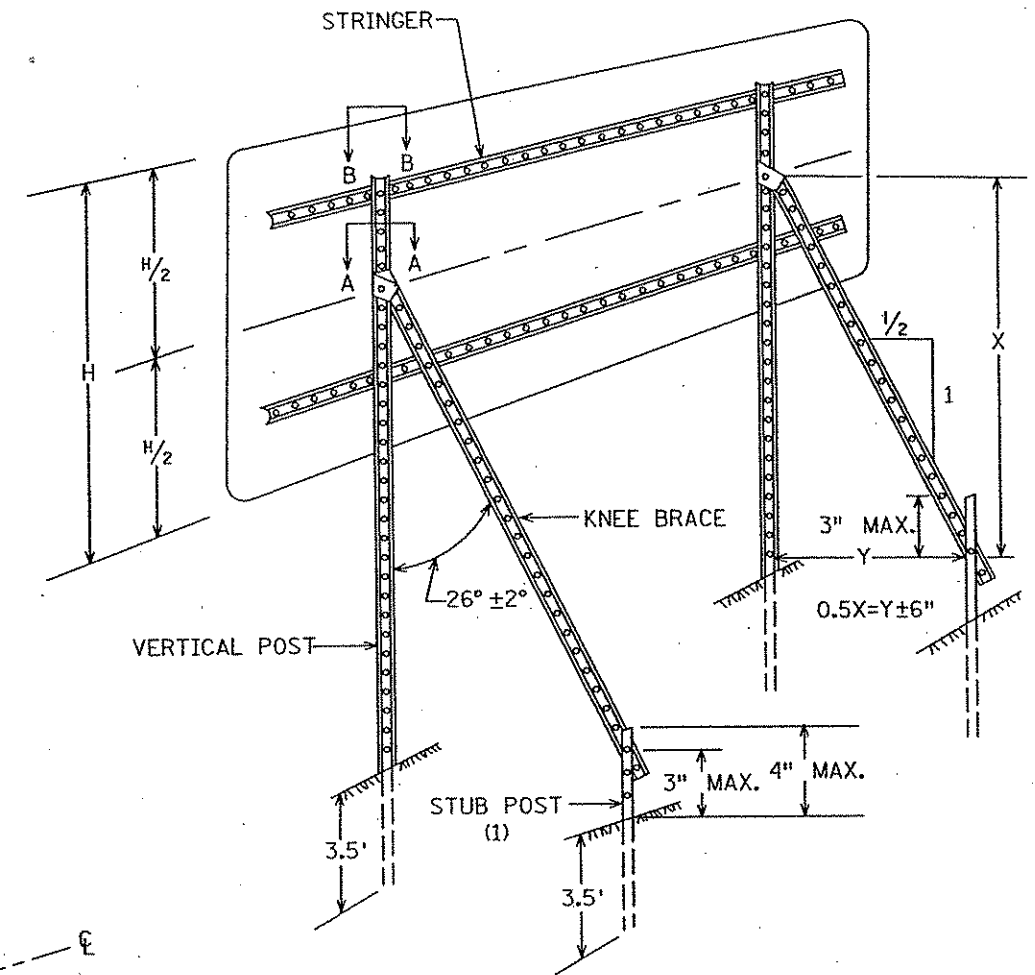 STRINGER
B
B
A
A
H/2
H
H/2
1/2
1
X
KNEE BRACE
3" MAX.
Y
26° ±2°
0.5X=Y±6"
VERTICAL POST
3" MAX.
4" MAX.
STUB POST
(1)
3.5'
3.5'
℄